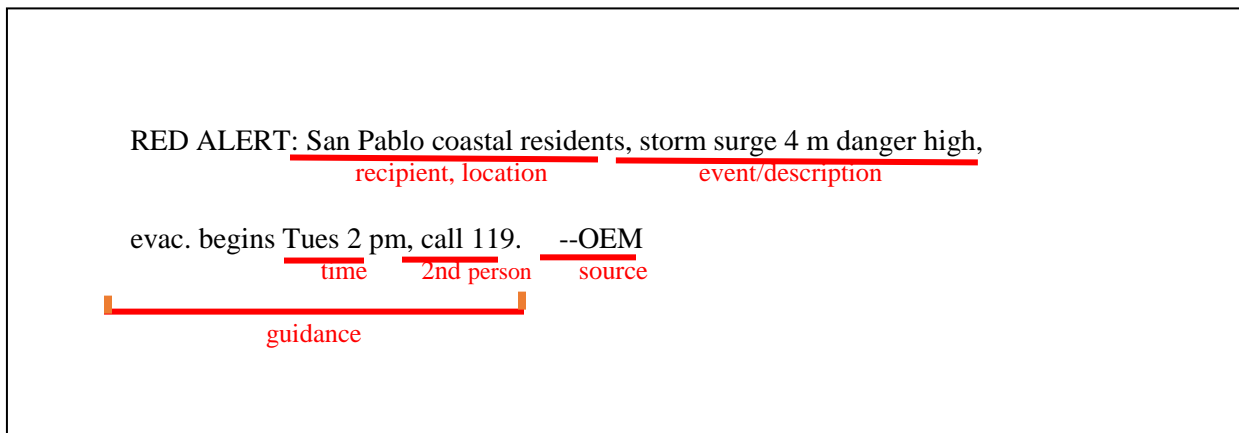 RED ALERT: San Pablo coastal residents, storm surge 4 m danger high,
recipient, location event/description
evac. begins Tues 2 pm, call 119. --OEM
time 2nd person source
guidance